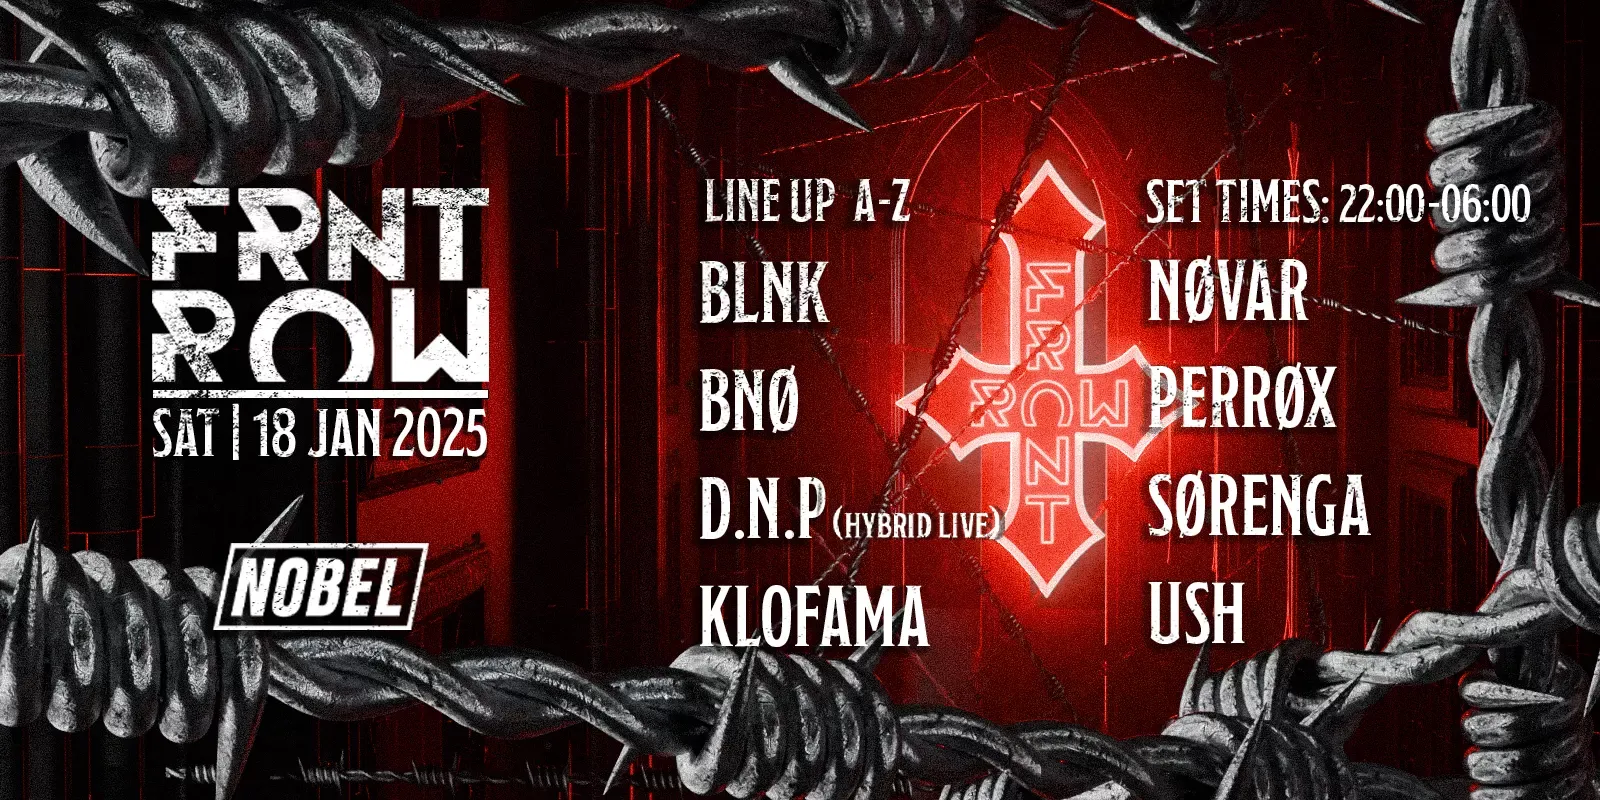 FRNT
ROW
SAT | 18 JAN 2025
NOBEL
LINE UP A-Z
BLNK
BNØ
D.N.P (HYBRID LIVE)
KLOFAMA
FRONT
ROW
SET TIMES: 22:00-06:00
NØVAR
PERRØX
SØRENGA
USH